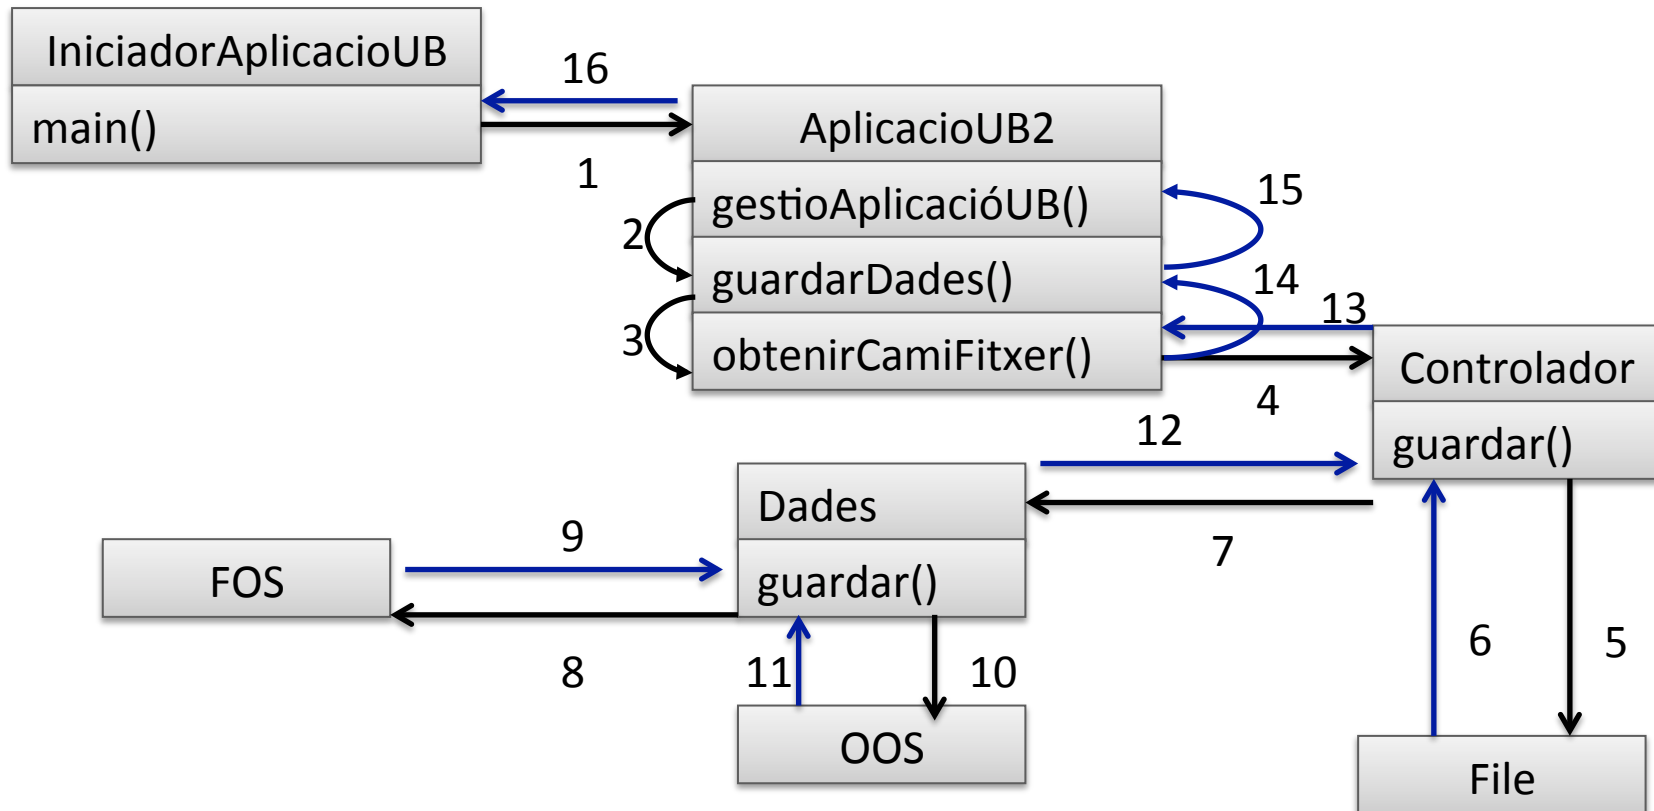 IniciadorAplicacioUB
main()
16
1
AplicacioUB2
gestioAplicacióUB()
guardarDades()
obtenirCamiFitxer()
2
3
15
14
13
4
Controlador
guardar()
12
7
Dades
guardar()
9
8
FOS
11
10
OOS
6
5
File